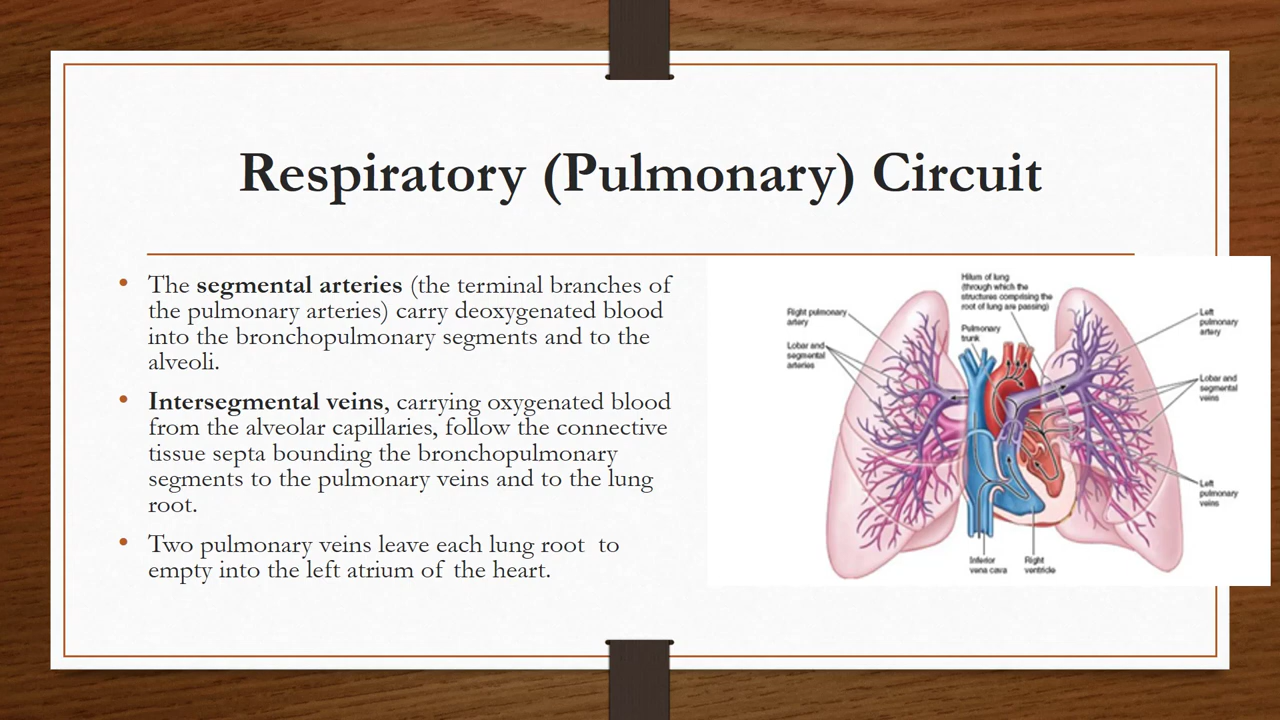 Respiratory (Pulmonary) Circuit
• The segmental arteries (the terminal branches of
the pulmonary arteries) carry deoxygenated blood
into the bronchopulmonary segments and to the
alveoli.
• Intersegmental veins, carrying oxygenated blood
from the alveolar capillaries, follow the connective
tissue septa bounding the bronchopulmonary
segments to the pulmonary veins and to the lung
root.
• Two pulmonary veins leave each lung root  to
empty into the left atrium of the heart.
Hilum of lung
(through which the
structures comprising the
root of lung are passing)
Right pulmonary
artery
Pulmonary
trunk
Left
pulmonary
artery
Lobar and
segmental
arteries
Lobar and
segmental
veins
Left
pulmonary
veins
Inferior
vena cava
Right
ventricle